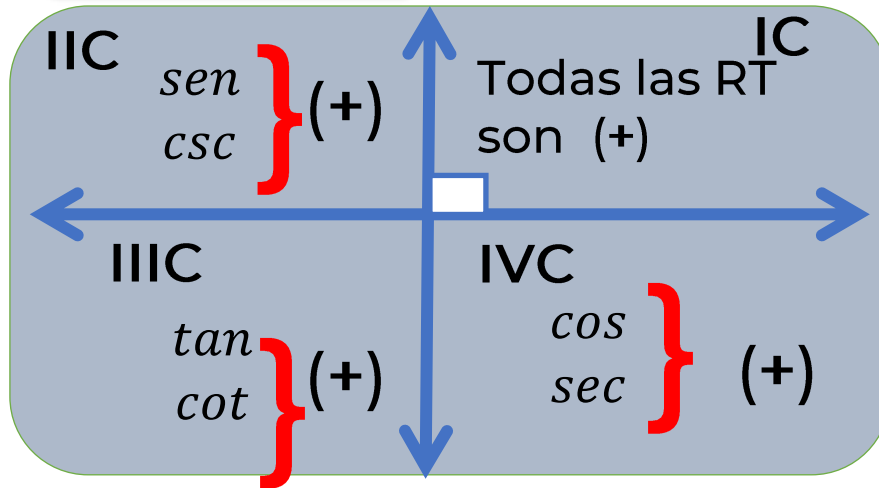 IIC
sen
csc
(+)
IC
Todas las RT
son (+)
IIIC
tan
cot
(+)
IVC
cos
sec
(+)